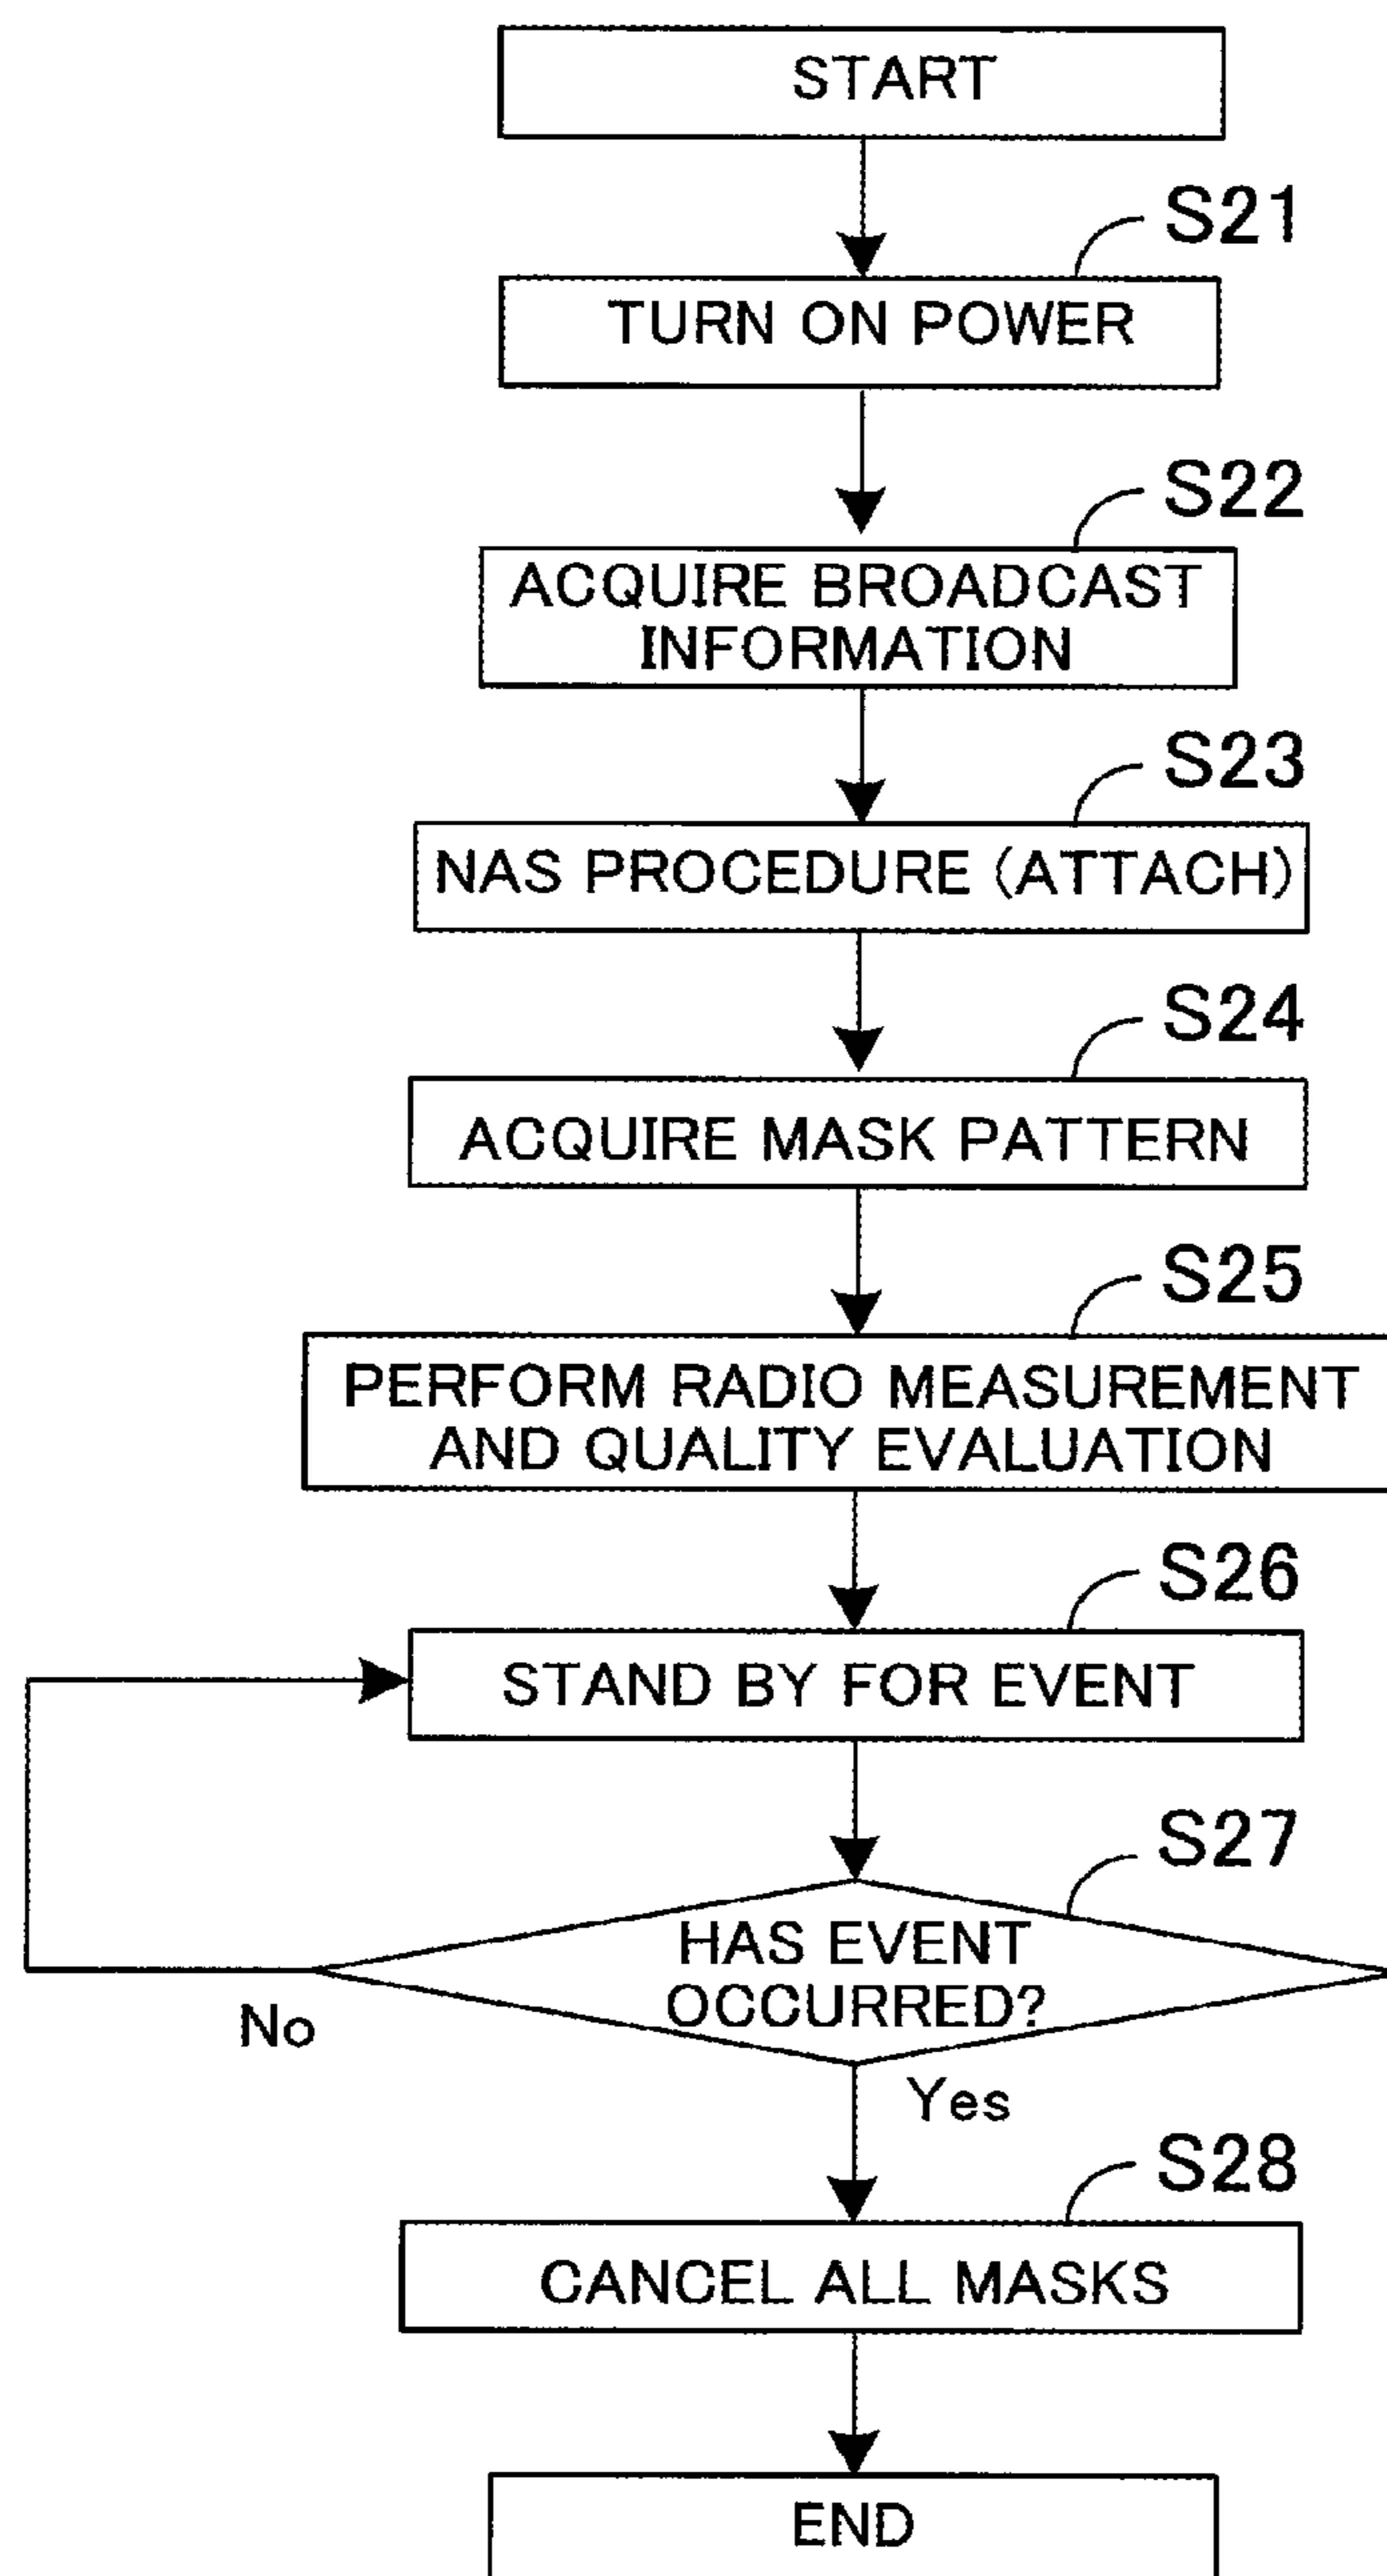 START
S21
TURN ON POWER
S22
ACQUIRE BROADCAST
INFORMATION
S23
NAS PROCEDURE (ATTACH)
S24
ACQUIRE MASK PATTERN
S25
PERFORM RADIO MEASUREMENT
AND QUALITY EVALUATION
S26
STAND BY FOR EVENT
S27
HAS EVENT
OCCURRED?
No
Yes
S28
CANCEL ALL MASKS
END